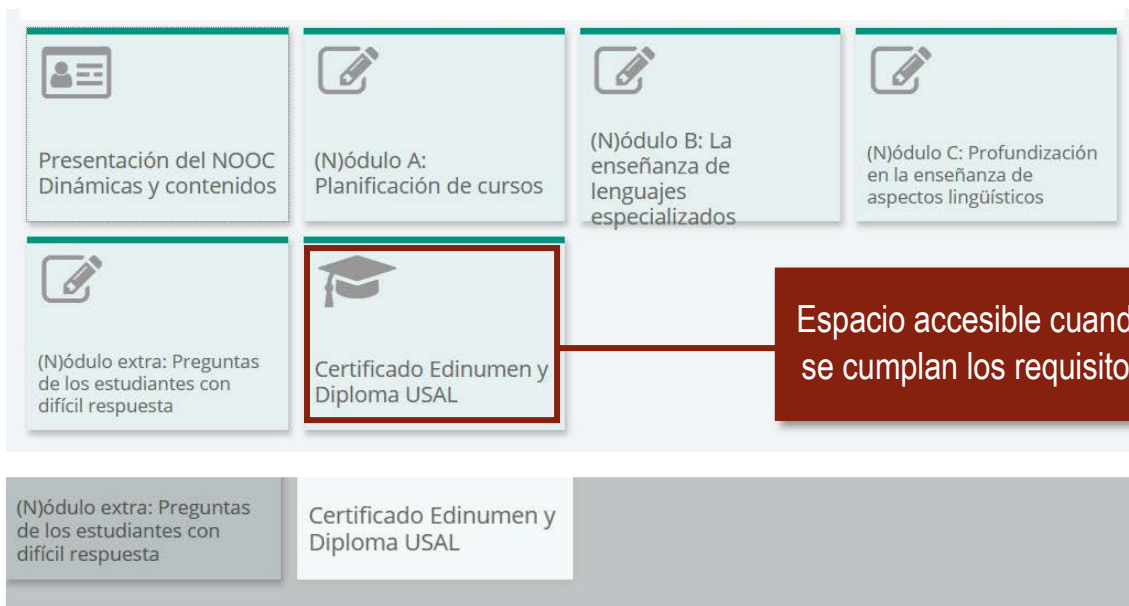 Presentación del NOOC
Dinámicas y contenidos
(N)ódulo A:
Planificación de cursos
(N)ódulo B: La
enseñanza de
lenguajes
especializados
(N)ódulo C: Profundización
en la enseñanza de
aspectos lingüísticos
(N)ódulo extra: Preguntas
de los estudiantes con
difícil respuesta
Certificado Edinumen y
Diploma USAL
Espacio accesible cuand
se cumplan los requisito
(N)ódulo extra: Preguntas
de los estudiantes con
difícil respuesta
Certificado Edinumen y
Diploma USAL